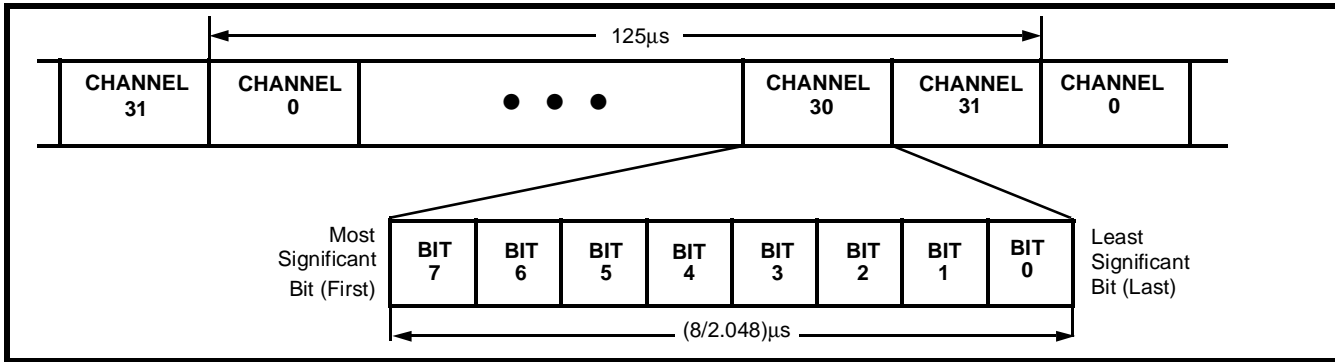 125µs
CHANNEL 31
CHANNEL 0
• • •
CHANNEL 30
CHANNEL 31
CHANNEL 0
Most Significant Bit (First)
BIT 7
BIT 6
BIT 5
BIT 4
BIT 3
BIT 2
BIT 1
BIT 0
Least Significant Bit (Last)
(8/2.048)µs